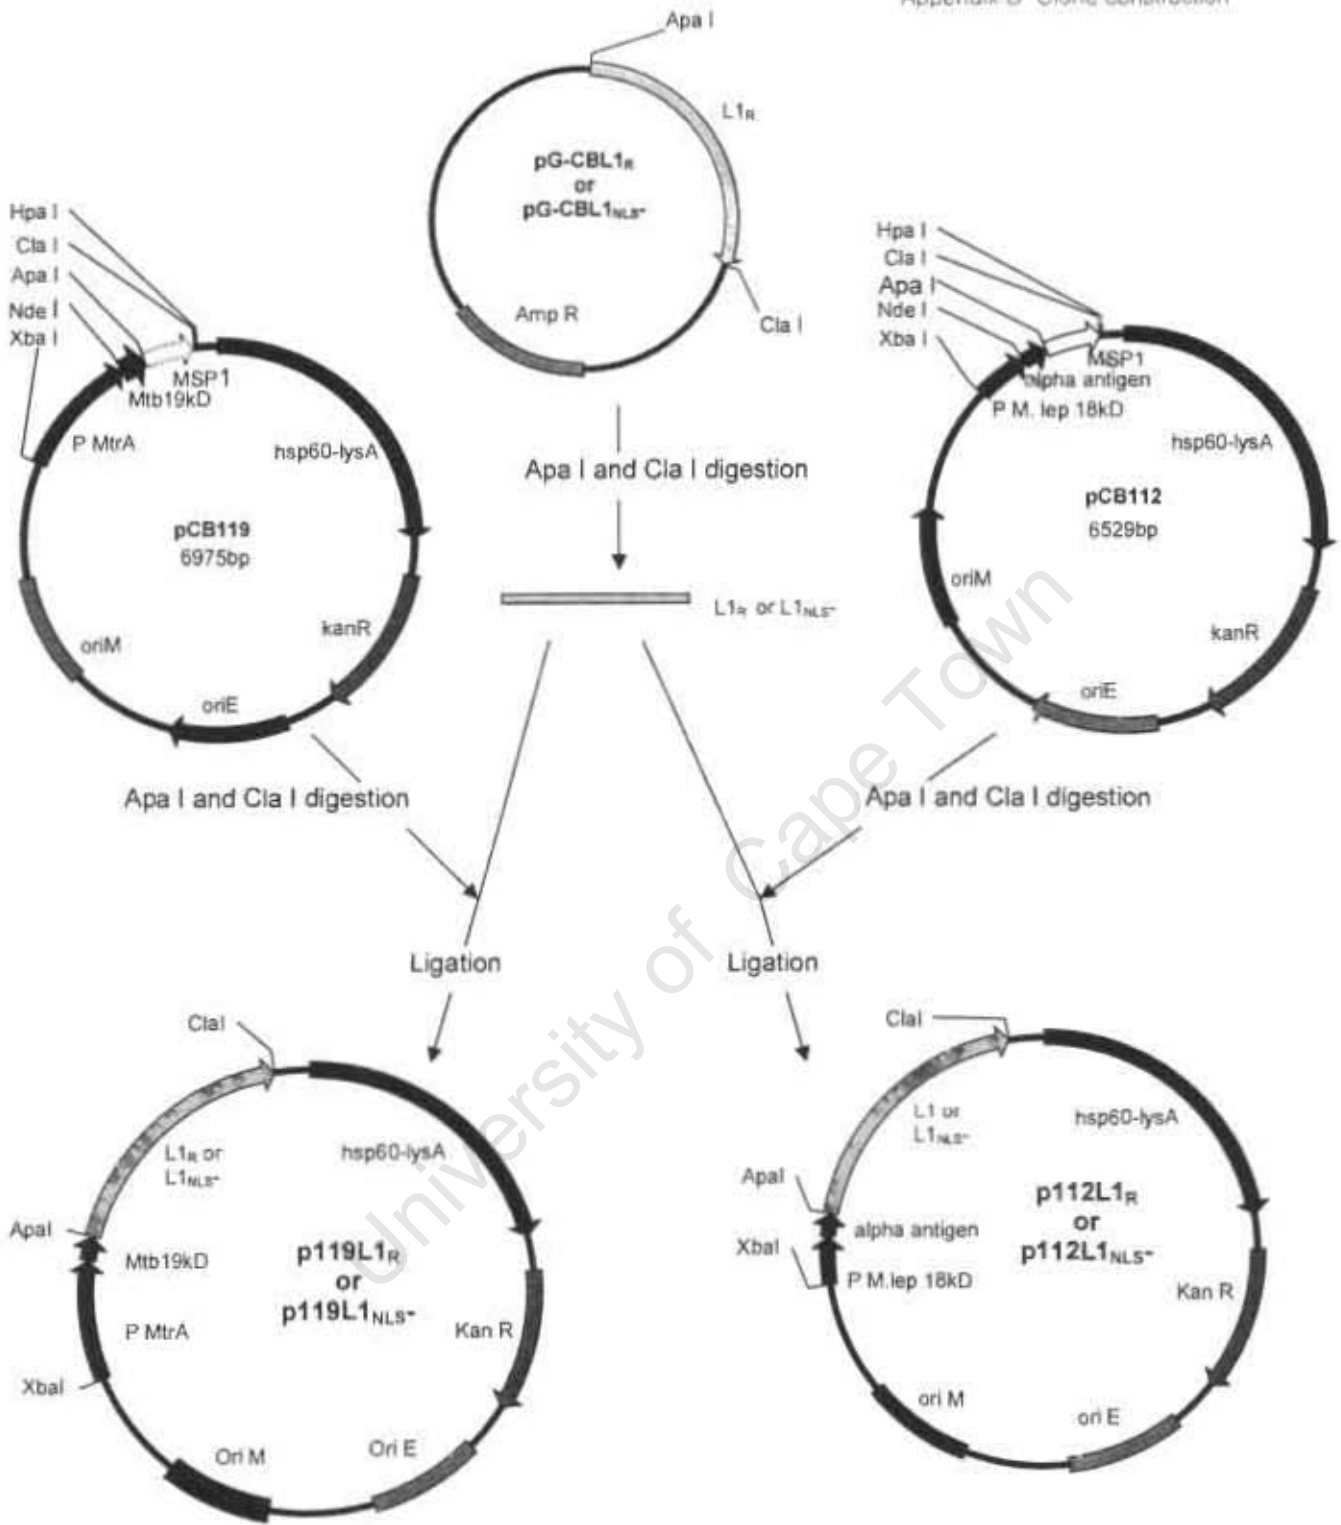 Appendix B Clone construction
Apa I
L1R
pG-CBL1R
or
pG-CBL1NLS-
Amp R
Cla I
Hpa I
Cla I
Apa I
Nde I
Xba I
MSP1
Mtb19kD
P MtrA
hsp60-lysA
pCB119
6975bp
kanR
oriM
oriE
Hpa I
Cla I
Apa I
Nde I
Xba I
MSP1
alpha antigen
P M. lep 18kD
hsp60-lysA
pCB112
6529bp
oriM
kanR
oriE
Apa I and Cla I digestion
L1R or L1NLS-
Apa I and Cla I digestion
Apa I and Cla I digestion
Ligation
Ligation
ClaI
L1R or
L1NLS-
hsp60-lysA
ApaI
Mtb19kD
p119L1R
or
p119L1NLS-
P MtrA
Kan R
XbaI
Ori M
Ori E
ClaI
L1 or
L1NLS-
hsp60-lysA
ApaI
alpha antigen
XbaI
P M.lep 18kD
p112L1R
or
p112L1NLS-
Kan R
ori M
ori E
University of Cape Town